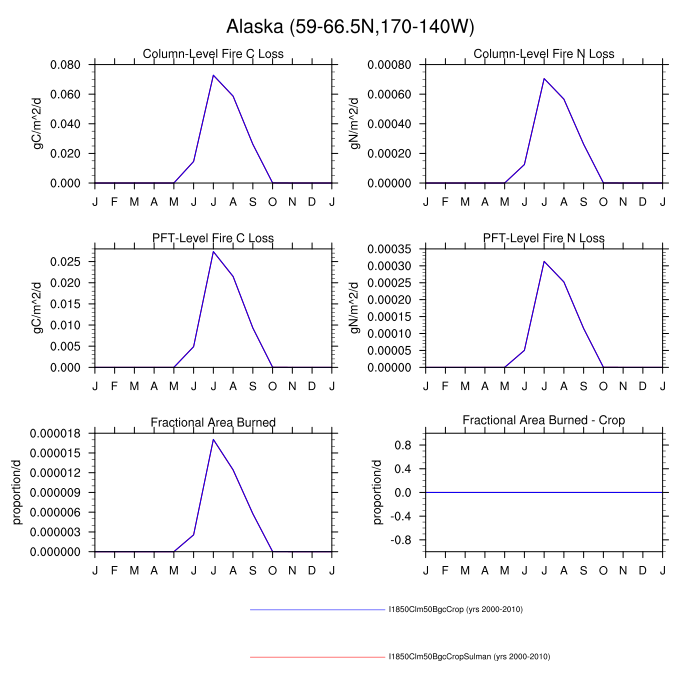 Alaska (59-66.5N,170-140W)
Column-Level Fire C Loss
gC/m^2/d
0.080
0.060
0.040
0.020
0.000
J F M A M J J A S O N D J
Column-Level Fire N Loss
gN/m^2/d
0.00080
0.00060
0.00040
0.00020
0.00000
J F M A M J J A S O N D J
PFT-Level Fire C Loss
gC/m^2/d
0.025
0.020
0.015
0.010
0.005
0.000
J F M A M J J A S O N D J
PFT-Level Fire N Loss
gN/m^2/d
0.00035
0.00030
0.00025
0.00020
0.00015
0.00010
0.00005
0.00000
J F M A M J J A S O N D J
Fractional Area Burned
proportion/d
0.000018
0.000015
0.000012
0.000009
0.000006
0.000003
0.000000
J F M A M J J A S O N D J
Fractional Area Burned - Crop
proportion/d
0.8
0.4
0.0
-0.4
-0.8
J F M A M J J A S O N D J
I1850Clm50BgcCrop (yrs 2000-2010)
I1850Clm50BgcCropSulman (yrs 2000-2010)